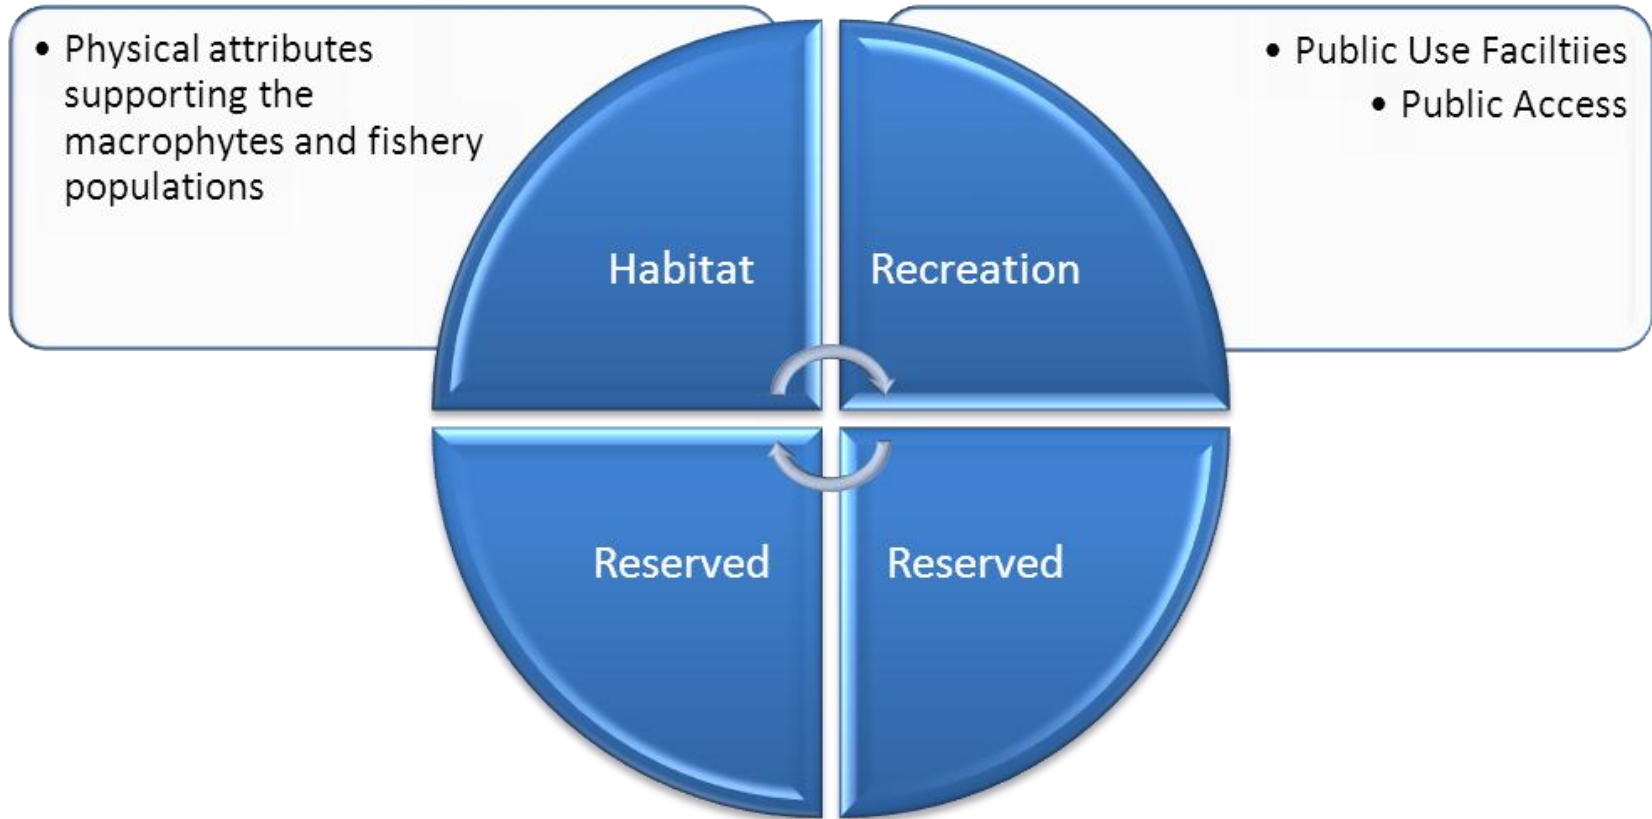 • Physical attributes
supporting the
macrophytes and fishery
populations
• Public Use Faciltiies
• Public Access
Habitat
Recreation
Reserved
Reserved